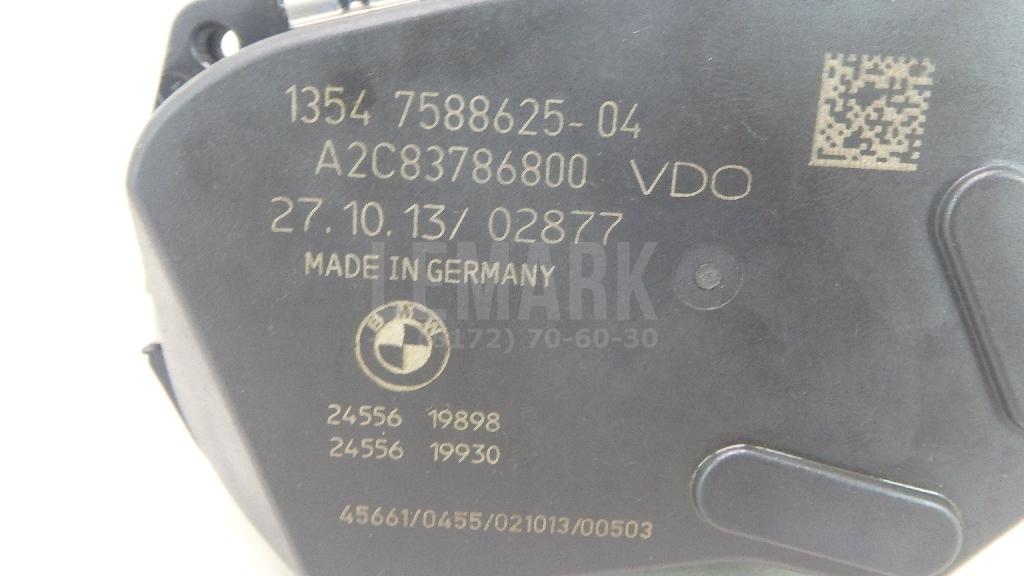 1354 7588625-04
A2C83786800 VDO
27.10.13/ 02877
MADE IN GERMANY
LEMARK
BMW
8172) 70-60-30
24556 19898
24556 19930
45661/0455/021013/00503